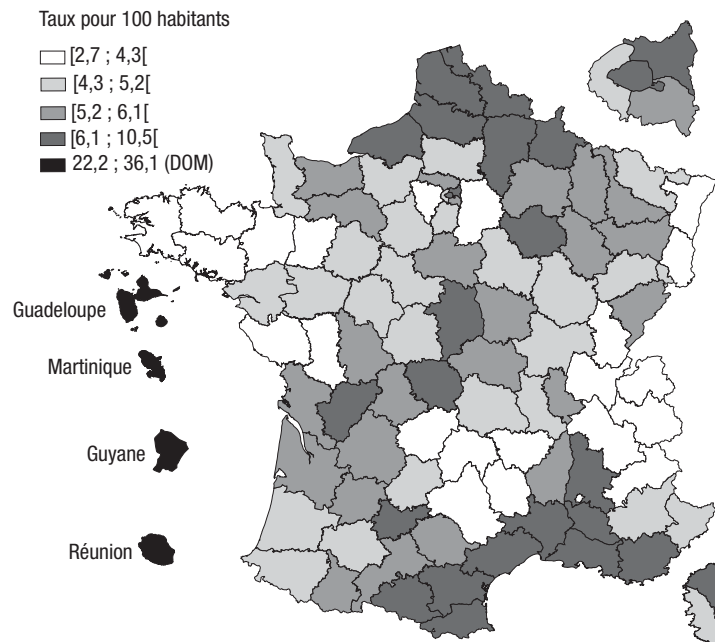 Taux pour 100 habitants
[2,7 ; 4,3[
[4,3 ; 5,2[
[5,2 ; 6,1[
[6,1 ; 10,5[
22,2 ; 36,1 (DOM)
Guadeloupe
Martinique
Guyane
Réunion